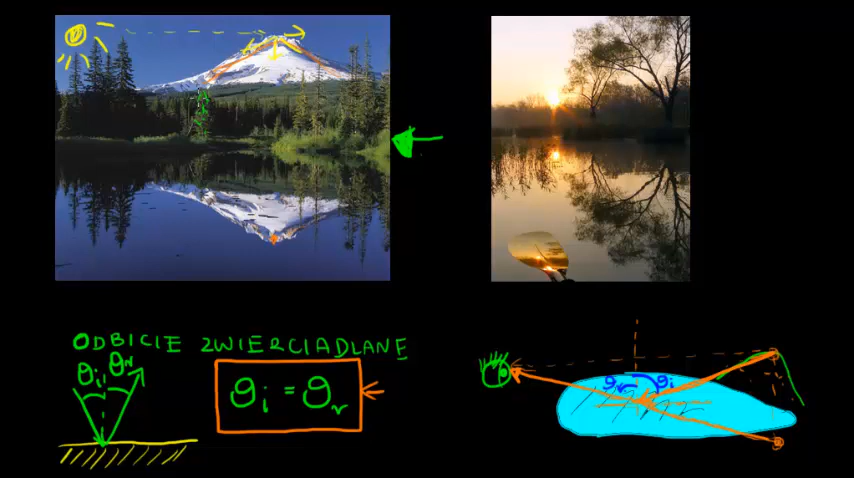 ODBICIE ZWIERCIADLANE
θi θr
θi = θr
θr θi